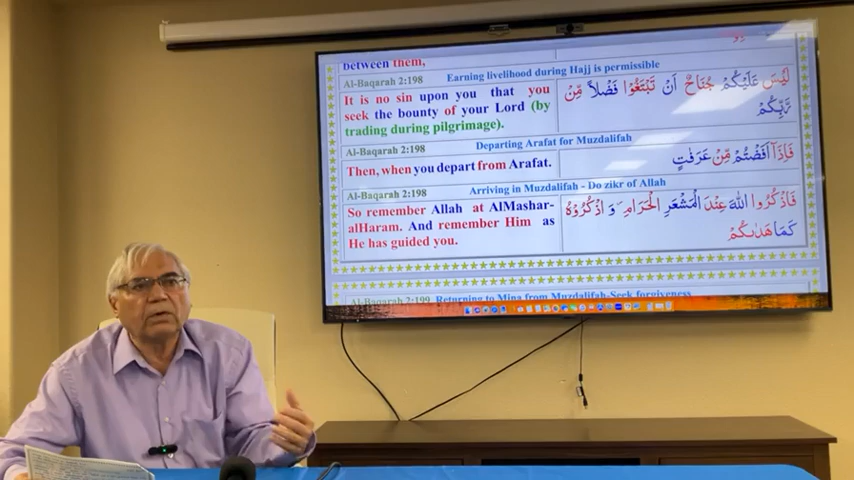 between them,
Al-Baqarah 2:198 Earning livelihood during Hajj is permissible
It is no sin upon you that you
seek the bounty of your Lord (by
trading during pilgrimage).
لَيْسَ عَلَيْكُمْ جُنَاحٌ اَنْ تَبْتَغُوْا فَضْلًا مِّنْ
رَّبِّكُمْ
Al-Baqarah 2:198 Departing Arafat for Muzdalifah
Then, when you depart from Arafat.
فَاِذَآ اَفَضْتُمْ مِّنْ عَرَفٰتٍ
Al-Baqarah 2:198 Arriving in Muzdalifah - Do zikr of Allah
So remember Allah at AlMashar-
alHaram. And remember Him as
He has guided you.
فَاذْكُرُوا اللّٰهَ عِنْدَ الْمَشْعَرِ الْحَرَامِ وَ اذْكُرُوْهُ
كَمَا هَدٰىكُمْ
Al-Baqarah 2:199 Returning to Mina from Muzdalifah-Seek forgiveness